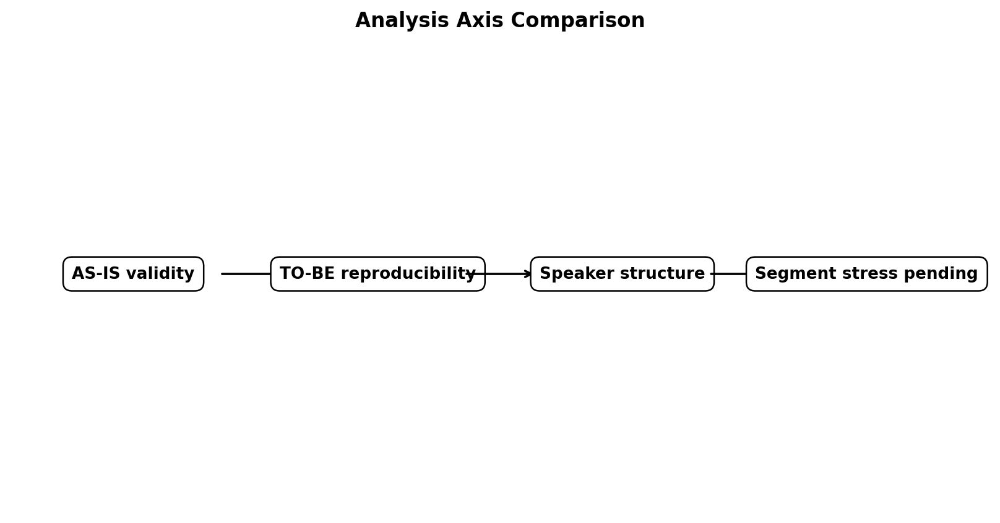 Analysis Axis Comparison
AS-IS validity
TO-BE reproducibility
Speaker structure
Segment stress pending